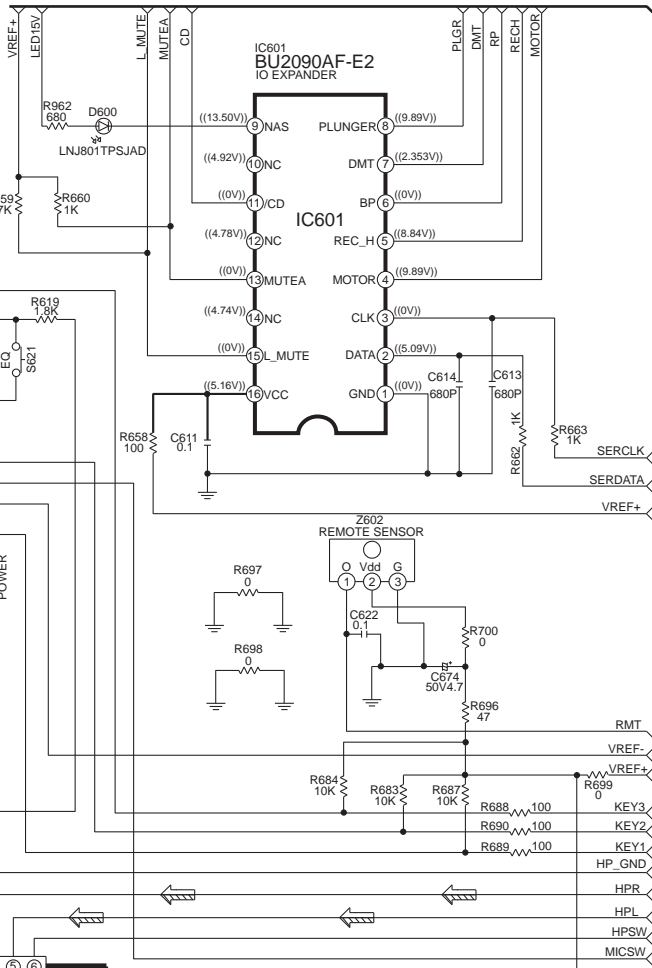 VREF+
LED15V
L_MUTE
MUTEA
CD
PLGR
DMT
RP
RECH
MOTOR
IC601
BU2090AF-E2
IO EXPANDER
R962
680
D600
LNJ801TPSJAD
((13.50V)) 9 NAS
PLUNGER 8 ((9.89V))
((4.92V)) 10 NC
DMT 7 ((2.353V))
((0V)) 11 /CD
BP 6 ((0V))
IC601
((4.78V)) 12 NC
REC_H 5 ((8.84V))
((0V)) 13 MUTEA
MOTOR 4 ((9.89V))
((4.74V)) 14 NC
CLK 3 ((0V))
((0V)) 15 L_MUTE
DATA 2 ((5.09V))
((5.16V)) 16 VCC
GND 1 ((0V))
59
7K
R660
1K
R619
1.8K
EQ
S621
R658
100
C611
0.1
C614
680P
C613
680P
R662 1K
R663
1K
SERCLK
SERDATA
VREF+
POWER
Z602
REMOTE SENSOR
O Vdd G
1 2 3
R697
0
R698
0
C622
0.1
R700
0
C674
50V4.7
R696
47
RMT
VREF-
VREF+
R699
0
R684
10K
R683
10K
R687
10K
R688 100 KEY3
R690 100 KEY2
R689 100 KEY1
HP_GND
HPR
HPL
HPSW
MICSW
5 6